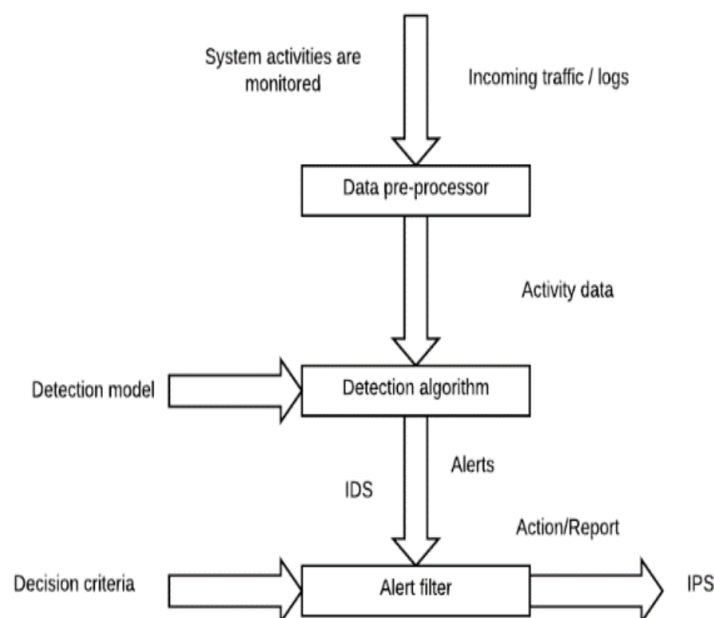 System activities are
monitored
Incoming traffic / logs
Data pre-processor
Activity data
Detection model
Detection algorithm
Alerts
IDS
Action/Report
Decision criteria
Alert filter
IPS